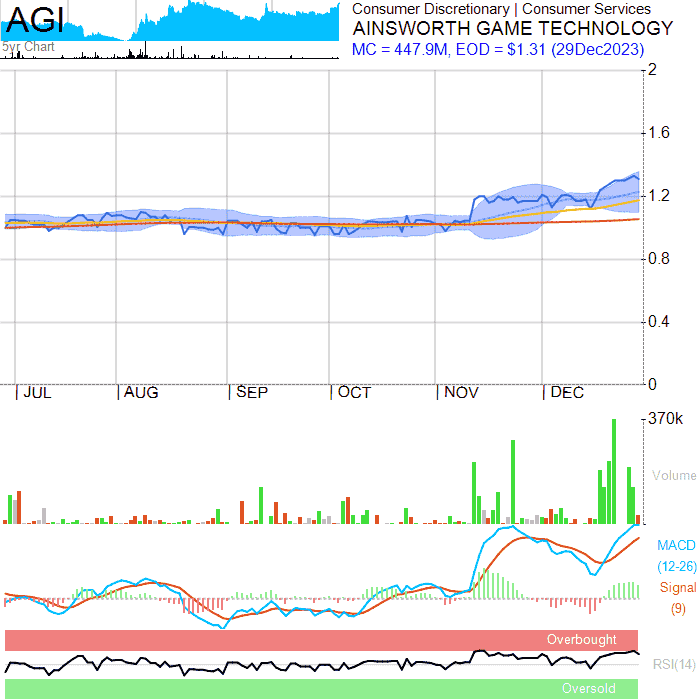 AGI
5yr Chart
Consumer Discretionary | Consumer Services
AINSWORTH GAME TECHNOLOGY
MC = 447.9M, EOD = $1.31 (29Dec2023)
2
1.6
1.2
0.8
0.4
0
JUL AUG SEP OCT NOV DEC
370k
Volume
MACD
(12-26)
Signal
(9)
Overbought
RSI(14)
Oversold